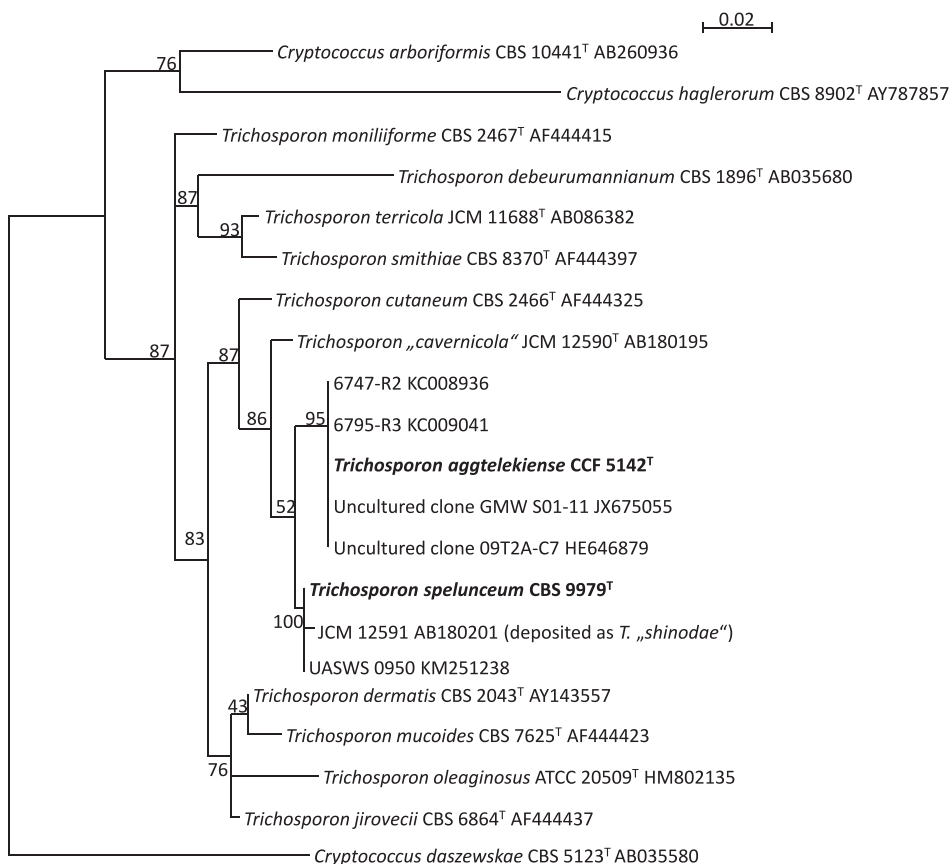 0.02
Cryptococcus arboriformis CBS 10441ᵀ AB260936
76
Cryptococcus haglerorum CBS 8902ᵀ AY787857
Trichosporon moniliiforme CBS 2467ᵀ AF444415
Trichosporon debeurumannianum CBS 1896ᵀ AB035680
87
Trichosporon terricola JCM 11688ᵀ AB086382
93
Trichosporon smithiae CBS 8370ᵀ AF444397
Trichosporon cutaneum CBS 2466ᵀ AF444325
Trichosporon „cavernicola“ JCM 12590ᵀ AB180195
87
87
6747-R2 KC008936
86
95
6795-R3 KC009041
Trichosporon aggtelekiense CCF 5142ᵀ
52
Uncultured clone GMW S01-11 JX675055
83
Uncultured clone 09T2A-C7 HE646879
Trichosporon spelunceum CBS 9979ᵀ
100
JCM 12591 AB180201 (deposited as T. „shinodae“)
UASWS 0950 KM251238
Trichosporon dermatis CBS 2043ᵀ AY143557
43
Trichosporon mucoides CBS 7625ᵀ AF444423
76
Trichosporon oleaginosus ATCC 20509ᵀ HM802135
Trichosporon jirovecii CBS 6864ᵀ AF444437
Cryptococcus daszewskae CBS 5123ᵀ AB035580